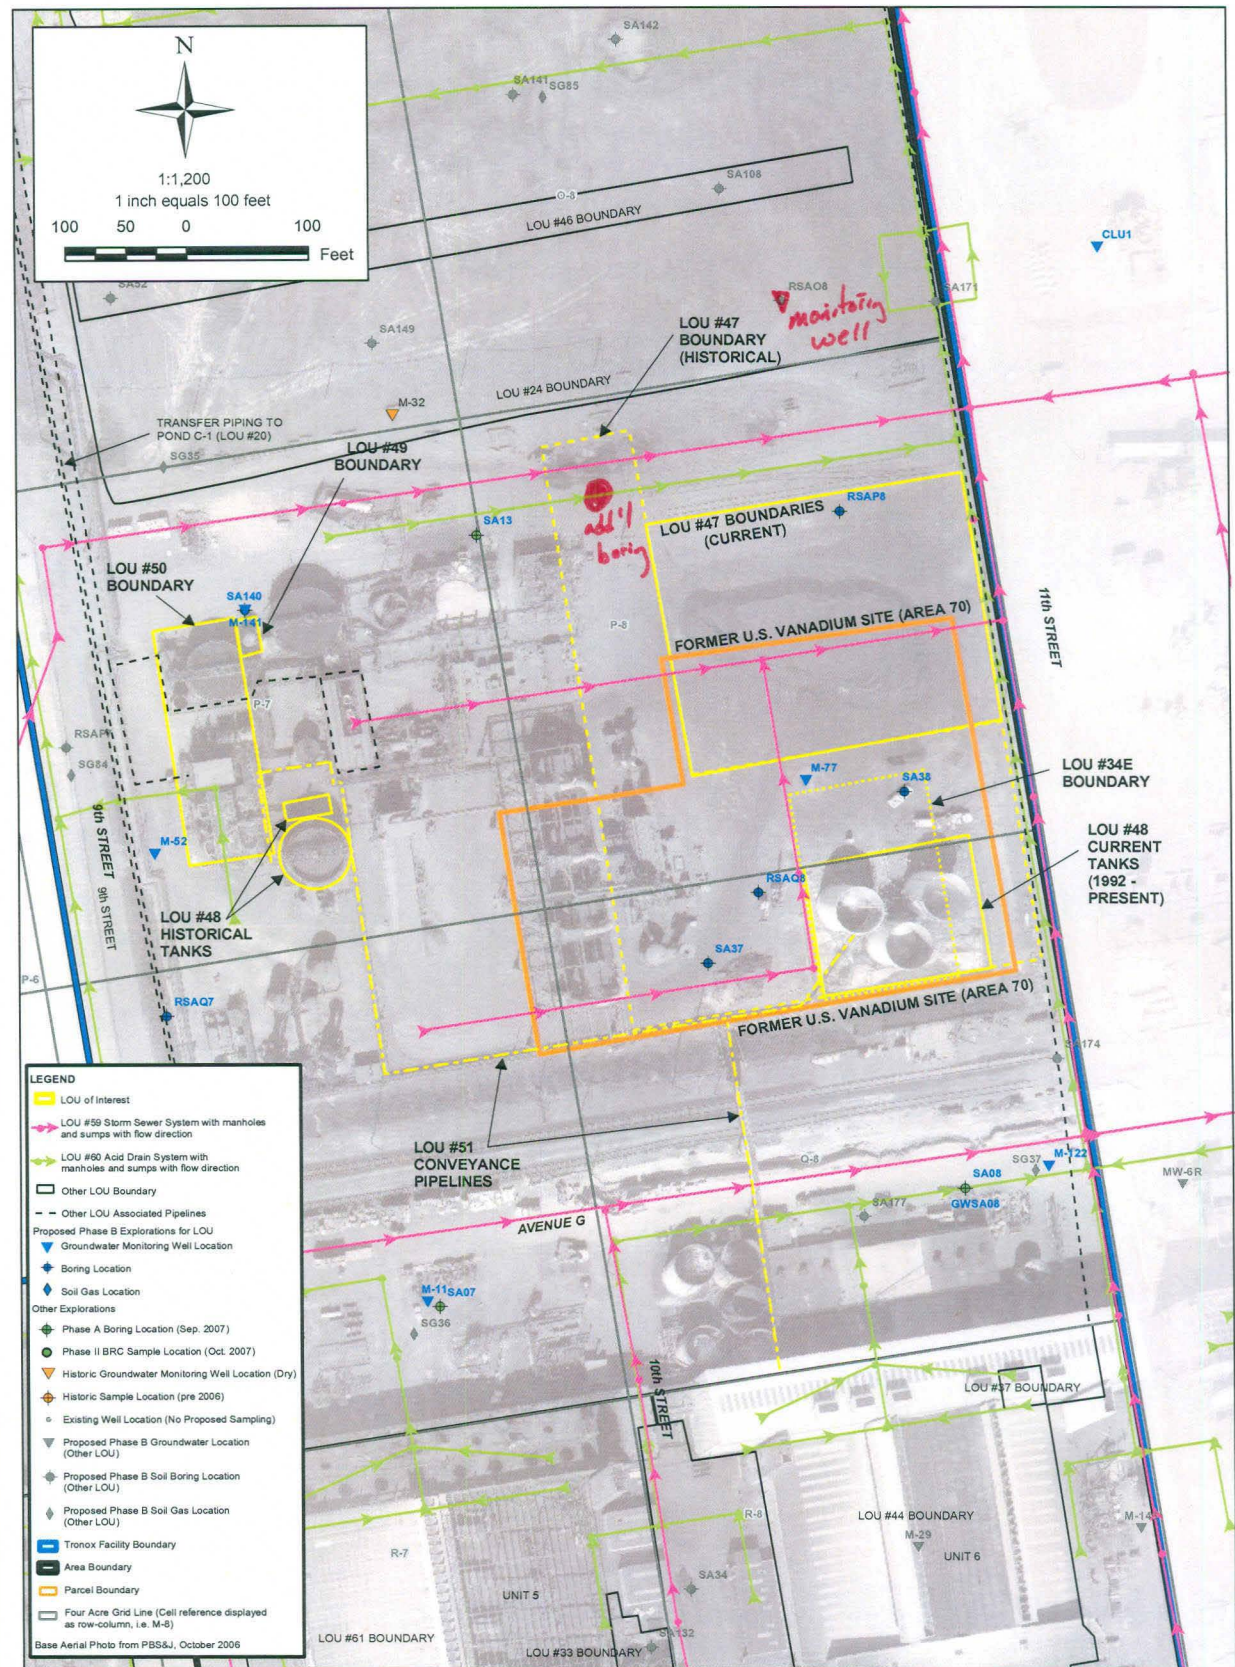 N
1:1,200
1 inch equals 100 feet
100 50 0 100
Feet
SA142
SA141
SG85
SA108
O-8
LOU #46 BOUNDARY
CLU1
SA52
RSAO8
SA171
monitoring
well
SA149
LOU #47
BOUNDARY
(HISTORICAL)
LOU #24 BOUNDARY
M-32
TRANSFER PIPING TO
POND C-1 (LOU #20)
SG35
LOU #49
BOUNDARY
add'l
boring
SA13
LOU #47 BOUNDARIES
(CURRENT)
RSAP8
LOU #50
BOUNDARY
SA140
M-141
P-8
FORMER U.S. VANADIUM SITE (AREA 70)
11th STREET
P-7
SG84
M-77
SA38
LOU #34E
BOUNDARY
9th STREET
9th STREET
M-52
LOU #48
CURRENT
TANKS
(1992 -
PRESENT)
RSAQ8
LOU #48
HISTORICAL
TANKS
SA37
P-6
RSAQ7
FORMER U.S. VANADIUM SITE (AREA 70)
LOU #51
CONVEYANCE
PIPELINES
Q-8
SG37
M-122
MW-6R
SA08
GWSA08
SA177
AVENUE G
M-11
SA07
SG36
10th STREET
LOU #37 BOUNDARY
LOU #44 BOUNDARY
M-29
UNIT 6
R-8
R-7
SA34
UNIT 5
SA132
LOU #33 BOUNDARY
LOU #61 BOUNDARY
LEGEND
LOU of Interest
LOU #59 Storm Sewer System with manholes
and sumps with flow direction
LOU #60 Acid Drain System with
manholes and sumps with flow direction
Other LOU Boundary
Other LOU Associated Pipelines
Proposed Phase B Explorations for LOU
Groundwater Monitoring Well Location
Boring Location
Soil Gas Location
Other Explorations
Phase A Boring Location (Sep. 2007)
Phase II BRC Sample Location (Oct. 2007)
Historic Groundwater Monitoring Well Location (Dry)
Historic Sample Location (pre 2006)
Existing Well Location (No Proposed Sampling)
Proposed Phase B Groundwater Location
(Other LOU)
Proposed Phase B Soil Boring Location
(Other LOU)
Proposed Phase B Soil Gas Location
(Other LOU)
Tronox Facility Boundary
Area Boundary
Parcel Boundary
Four Acre Grid Line (Cell reference displayed
as row-column, i.e. M-8)
Base Aerial Photo from PBS&J, October 2006